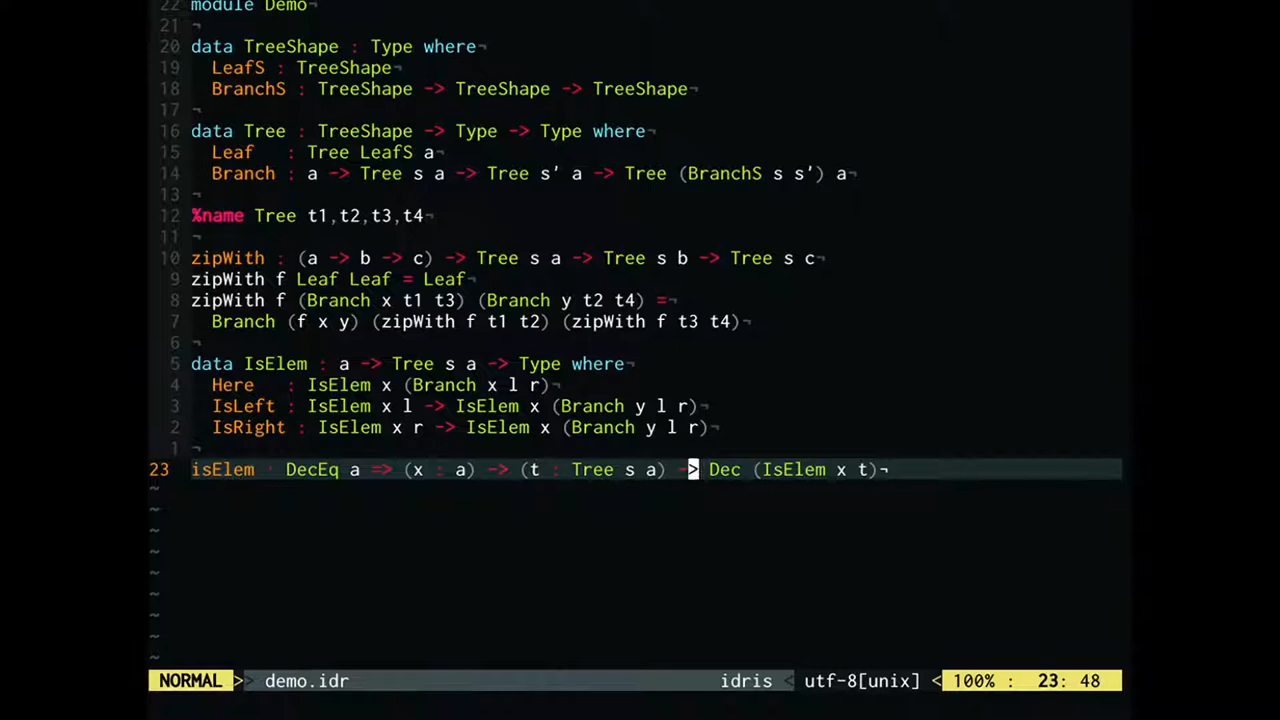 22 module Demo
21 ¬
20 data TreeShape : Type where¬
19   LeafS : TreeShape¬
18   BranchS : TreeShape -> TreeShape -> TreeShape¬
17 ¬
16 data Tree : TreeShape -> Type -> Type where¬
15   Leaf   : Tree LeafS a¬
14   Branch : a -> Tree s a -> Tree s' a -> Tree (BranchS s s') a¬
13 ¬
12 %name Tree t1,t2,t3,t4¬
11 ¬
10 zipWith : (a -> b -> c) -> Tree s a -> Tree s b -> Tree s c¬
9 zipWith f Leaf Leaf = Leaf¬
8 zipWith f (Branch x t1 t3) (Branch y t2 t4) =¬
7   Branch (f x y) (zipWith f t1 t2) (zipWith f t3 t4)¬
6 ¬
5 data IsElem : a -> Tree s a -> Type where¬
4   Here   : IsElem x (Branch x l r)¬
3   IsLeft : IsElem x l -> IsElem x (Branch y l r)¬
2   IsRight : IsElem x r -> IsElem x (Branch y l r)¬
1 ¬
23 isElem : DecEq a => (x : a) -> (t : Tree s a) -> Dec (IsElem x t)¬
~
~
~
~
~
~
~
~
~
NORMAL > demo.idr idris < utf-8[unix] < 100% : 23: 48